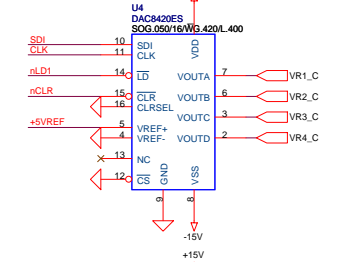 U4
DAC8420ES
SOG.050/16/WG.420/L.400
SDI 10 SDI
CLK 11 CLK
VDD
nLD1 14 LD VOUTA 7 VR1_C
nCLR 15 CLR VOUTB 6 VR2_C
16 CLRSEL
VOUTC 3 VR3_C
+5VREF 5 VREF+
4 VREF- VOUTD 2 VR4_C
13 NC
12 CS
GND VSS
9 8
-15V
+15V